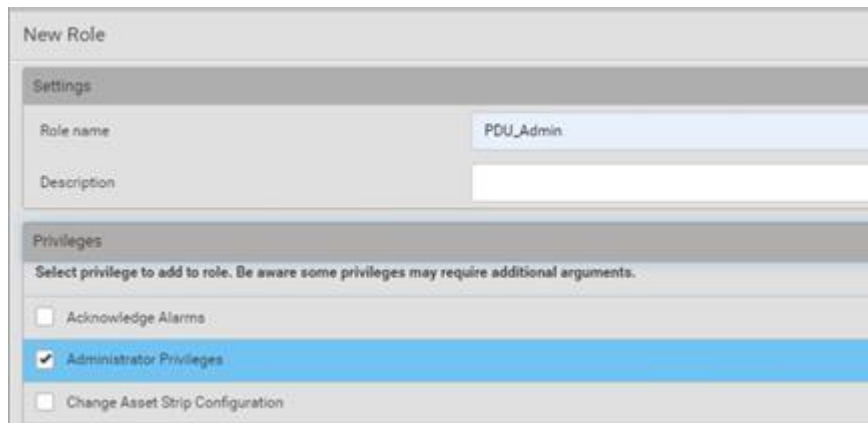 New Role
Settings
Role name PDU_Admin
Description
Privileges
Select privilege to add to role. Be aware some privileges may require additional arguments.
Acknowledge Alarms
Administrator Privileges
Change Asset Strip Configuration